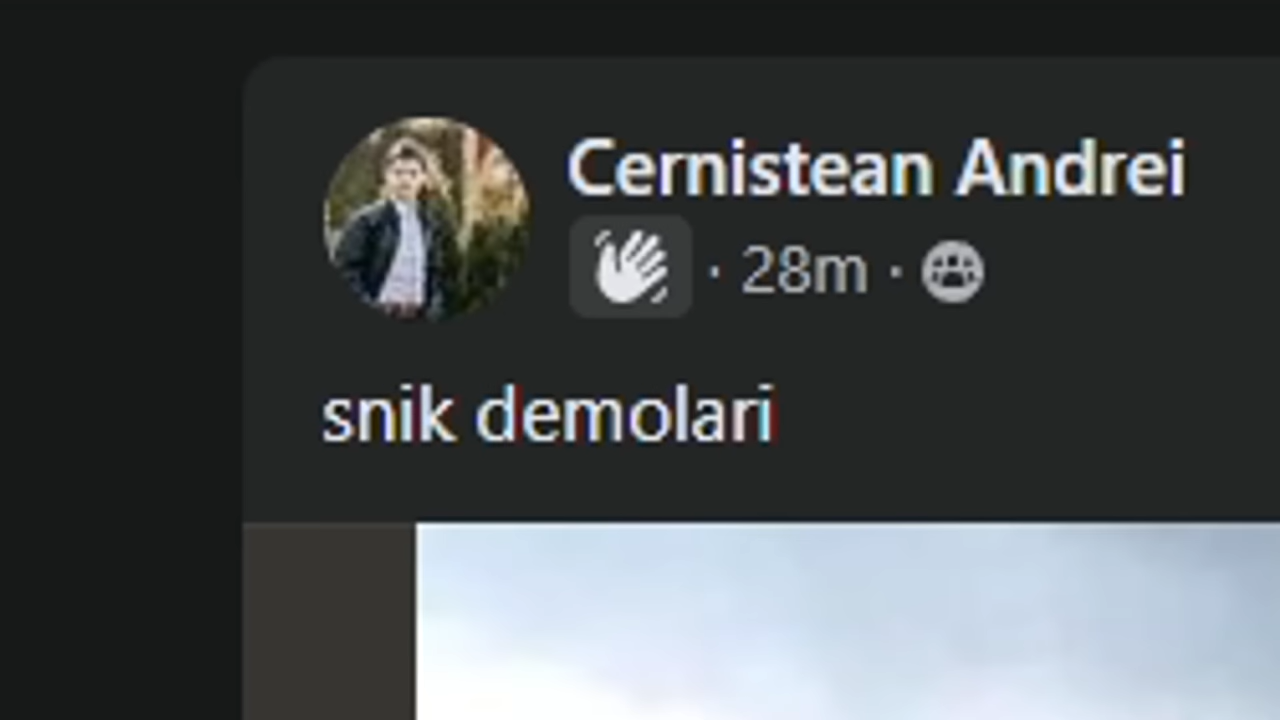 Cernistean Andrei
· 28m ·
snik demolari